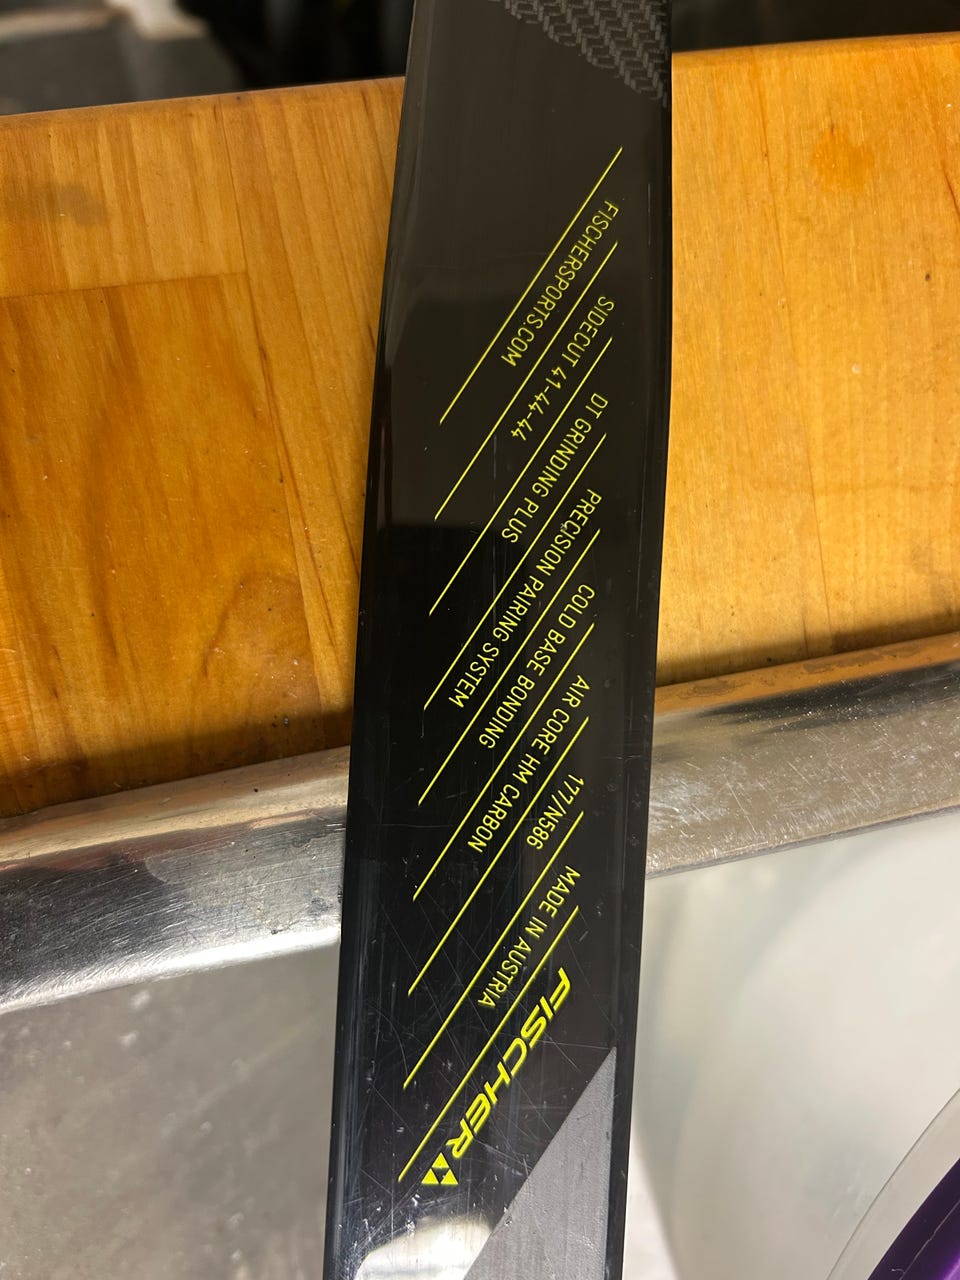 FISCHERSPORTS.COM
SIDECUT 41-44-44
DT GRINDING PLUS
PRECISION PAIRING SYSTEM
COLD BASE BONDING
AIR CORE HM CARBON
177/N586
MADE IN AUSTRIA
FISCHER